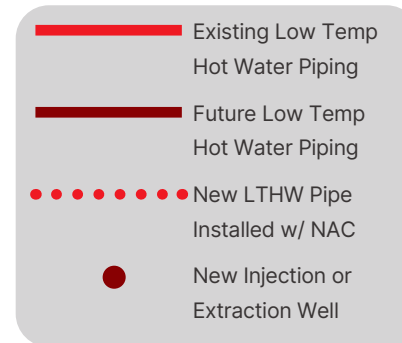 Existing Low Temp
Hot Water Piping
Future Low Temp
Hot Water Piping
New LTHW Pipe
Installed w/ NAC
New Injection or
Extraction Well